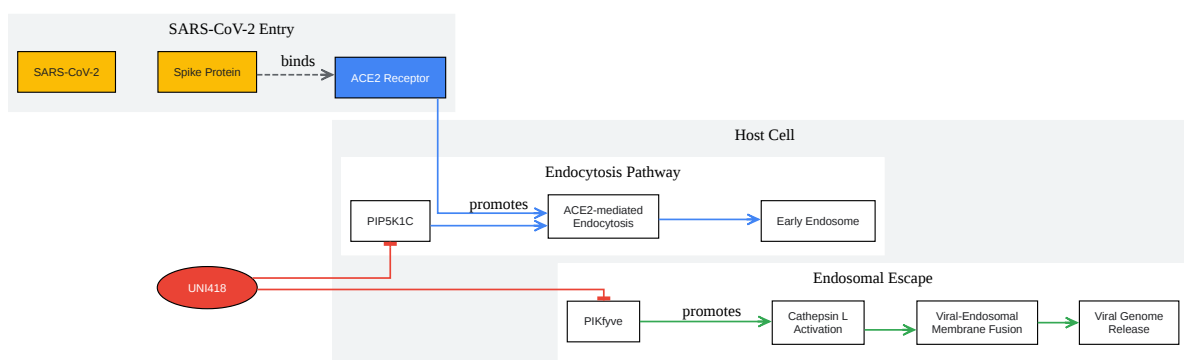 SARS-CoV-2 Entry
SARS-CoV-2
Spike Protein
binds
ACE2 Receptor
Host Cell
Endocytosis Pathway
PIP5K1C
promotes
ACE2-mediated
Endocytosis
Early Endosome
UNI418
Endosomal Escape
PIKfyve
promotes
Cathepsin L
Activation
Viral-Endosomal
Membrane Fusion
Viral Genome
Release